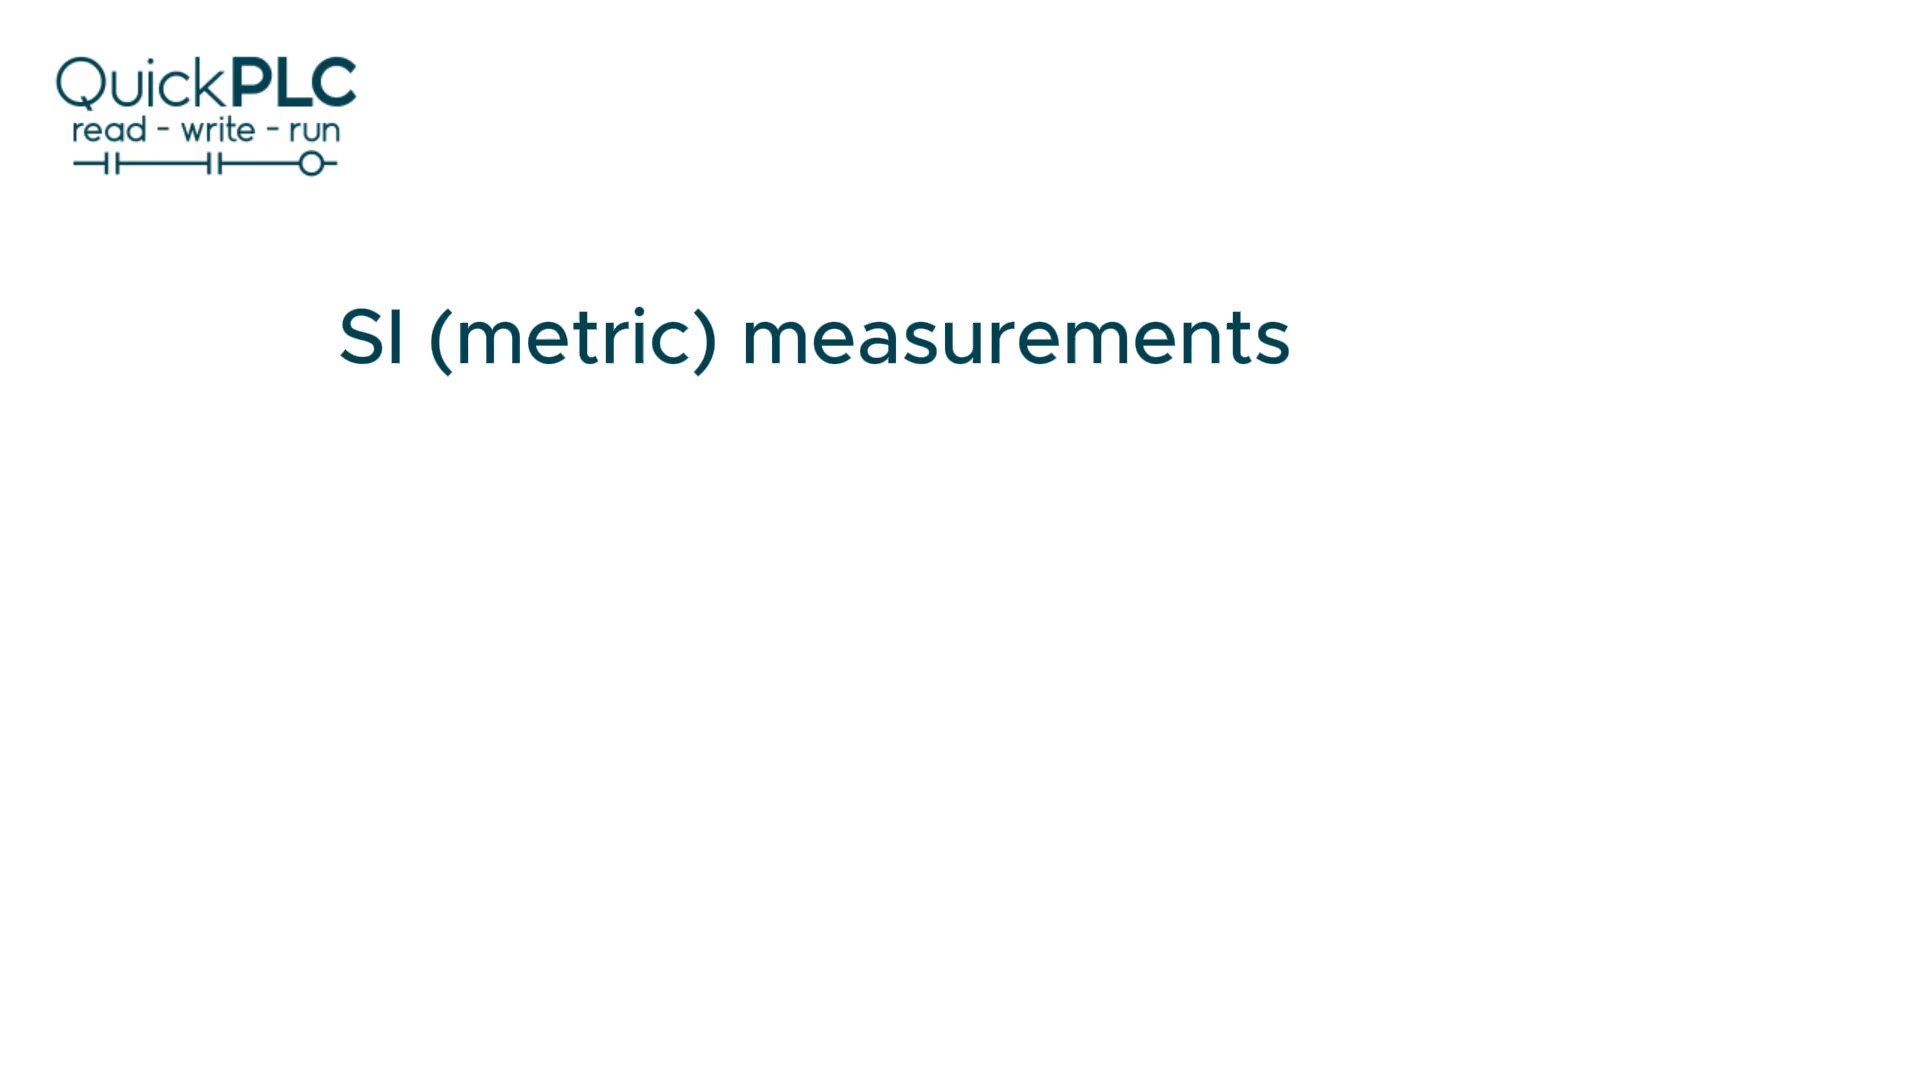 QuickPLC
read - write - run
SI (metric) measurements